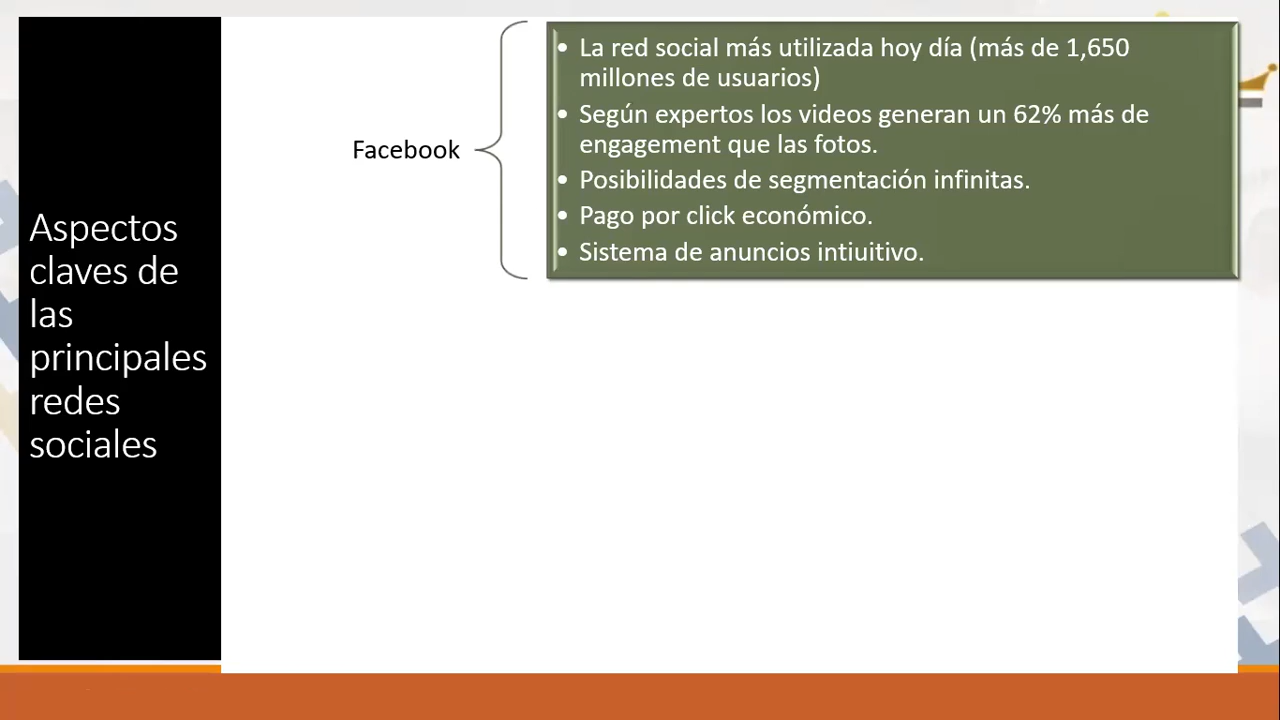 Aspectos
claves de
las
principales
redes
sociales
Facebook
• La red social más utilizada hoy día (más de 1,650
millones de usuarios)
• Según expertos los videos generan un 62% más de
engagement que las fotos.
• Posibilidades de segmentación infinitas.
• Pago por click económico.
• Sistema de anuncios intiuitivo.